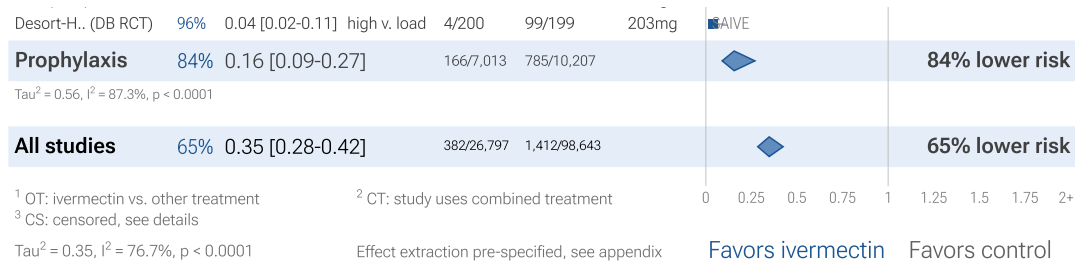 Desort-H.. (DB RCT) 96% 0.04 [0.02-0.11] high v. load 4/200 99/199 203mg
Prophylaxis 84% 0.16 [0.09-0.27] 166/7,013 785/10,207 84% lower risk
Tau² = 0.56, I² = 87.3%, p < 0.0001
All studies 65% 0.35 [0.28-0.42] 382/26,797 1,412/98,643 65% lower risk
0 0.25 0.5 0.75 1 1.25 1.5 1.75 2+
¹ OT: ivermectin vs. other treatment ² CT: study uses combined treatment
³ CS: censored, see details
Tau² = 0.35, I² = 76.7%, p < 0.0001 Effect extraction pre-specified, see appendix Favors ivermectin Favors control